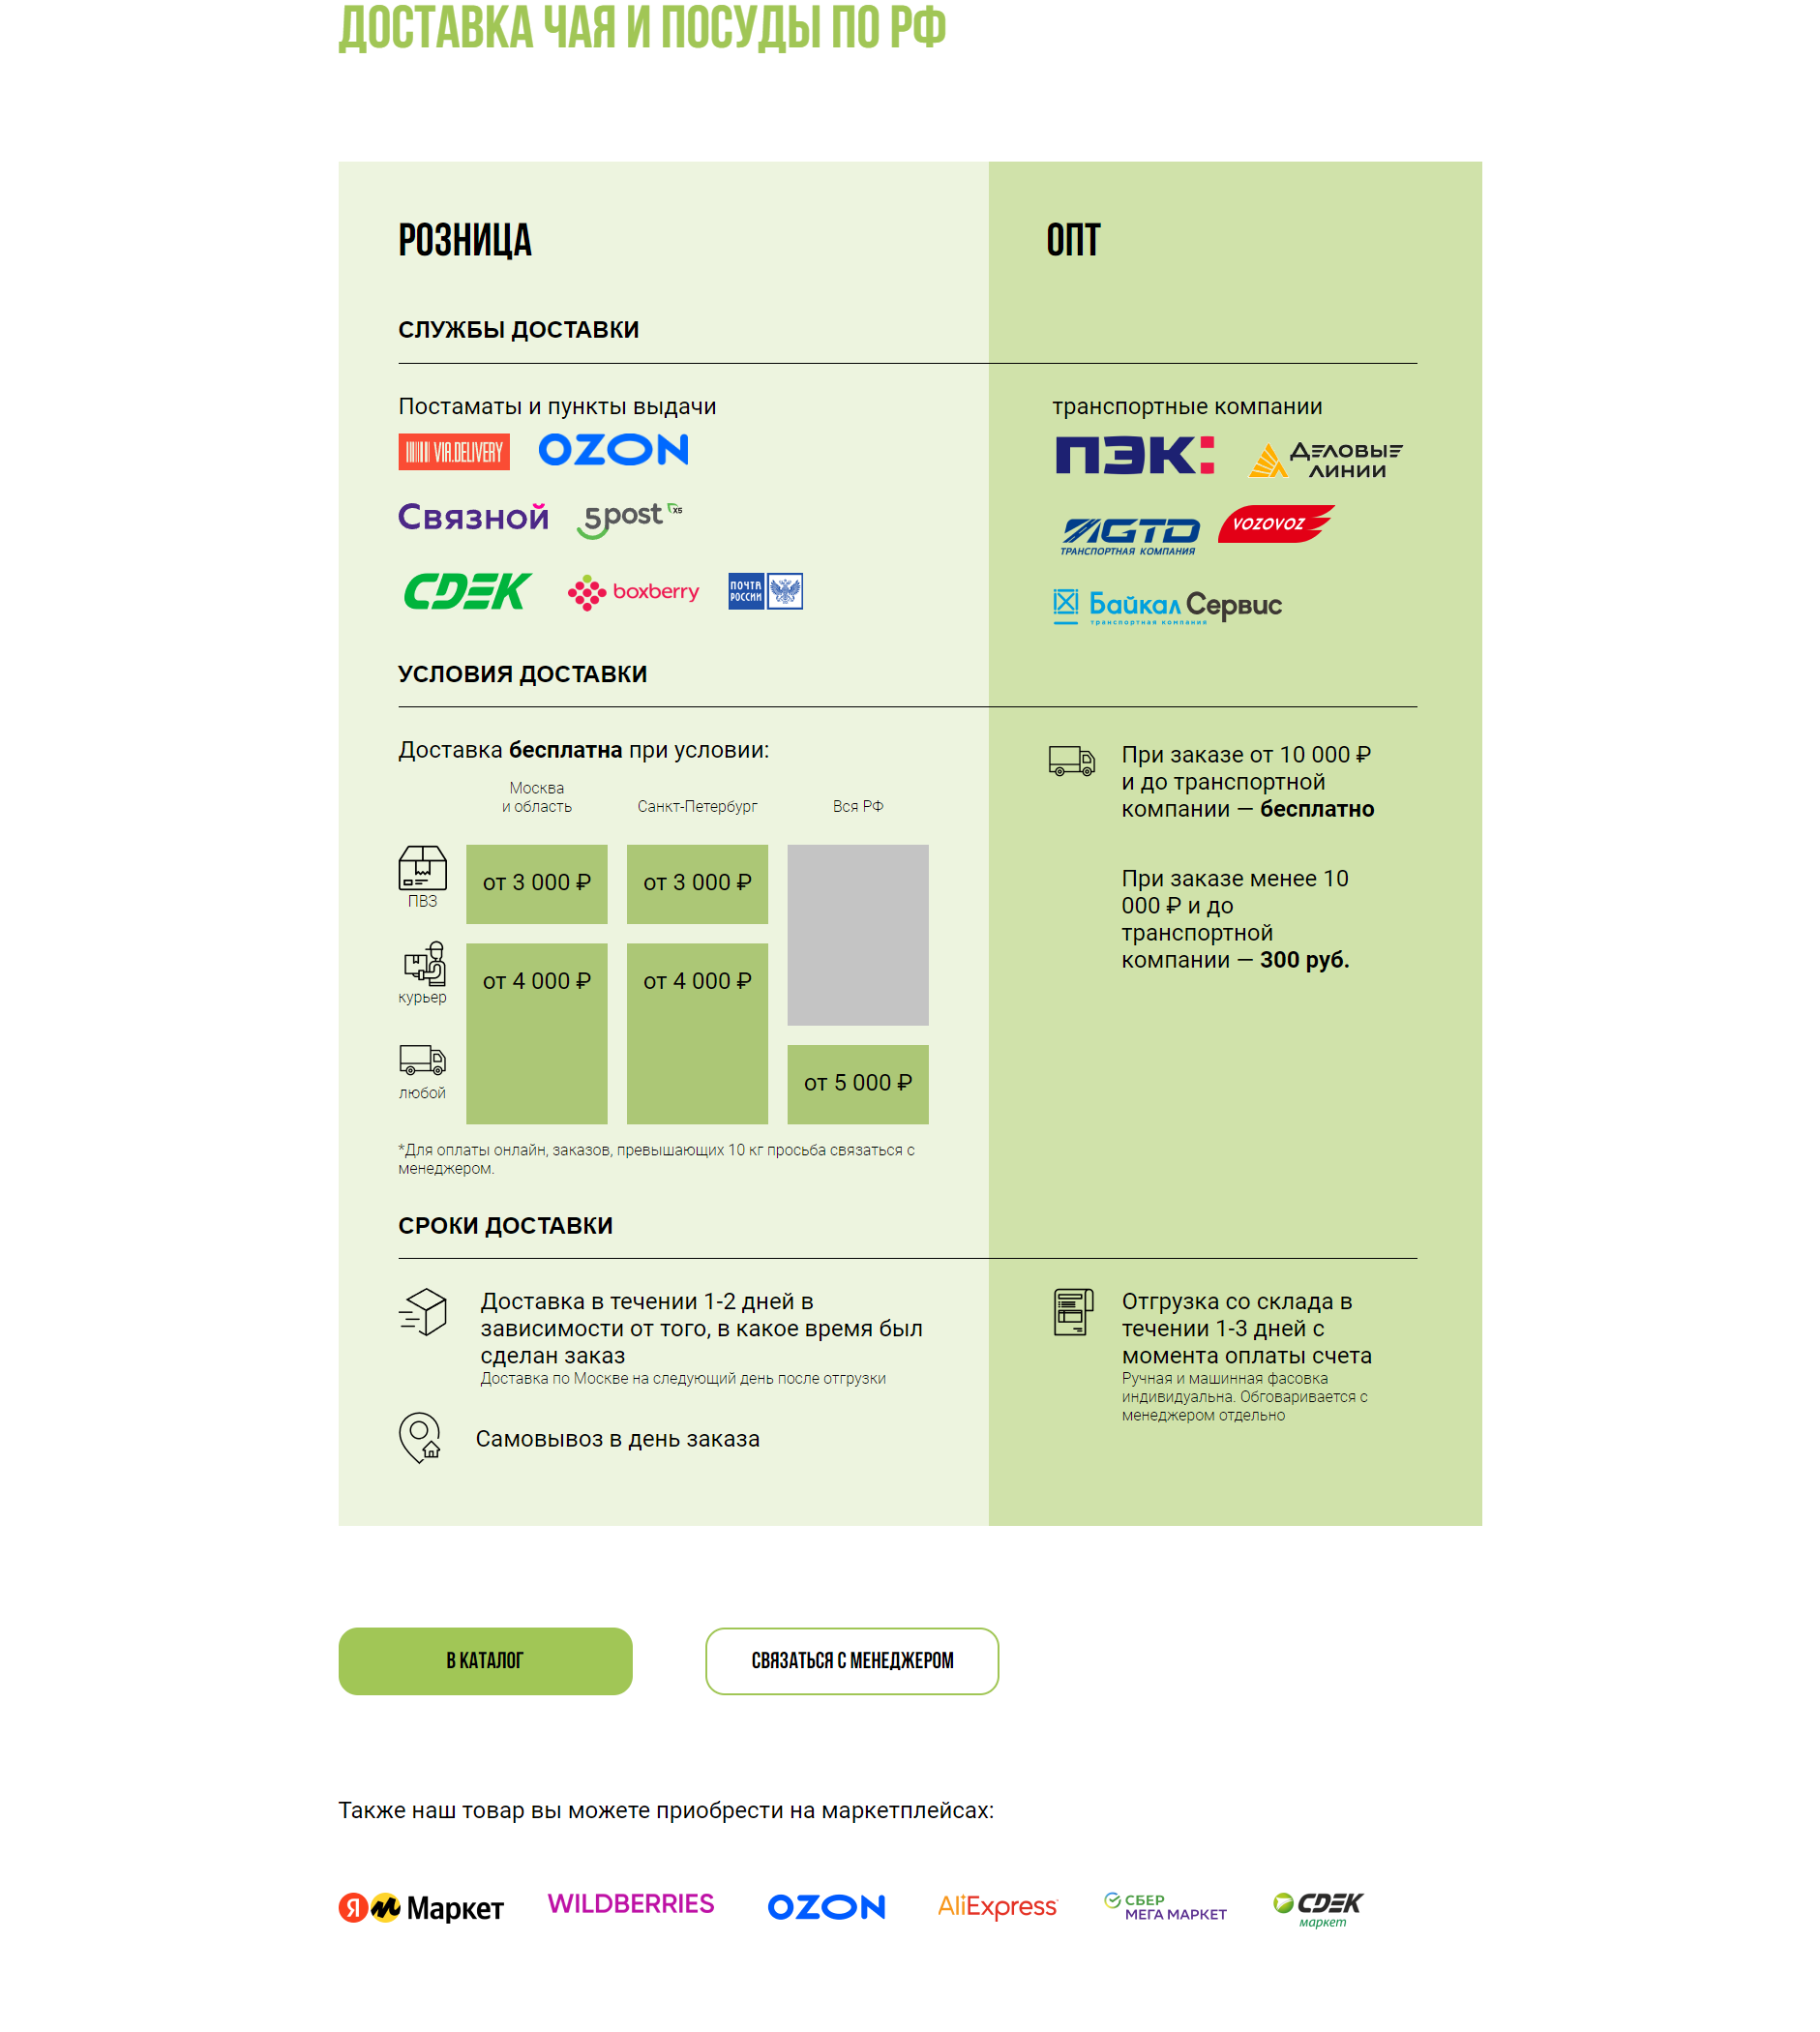 ДОСТАВКА ЧАЯ И ПОСУДЫ ПО РФ
РОЗНИЦА
ОПТ
СЛУЖБЫ ДОСТАВКИ
Постаматы и пункты выдачи
транспортные компании
VIA.DELIVERY OZON
ПЭК: ДЕЛОВЫЕ
ЛИНИИ
Связной 5post X5
GTD VOZOVOZ
ТРАНСПОРТНАЯ КОМПАНИЯ
CDEK boxberry ПОЧТА
РОССИИ
Байкал Сервис
транспортная компания
УСЛОВИЯ ДОСТАВКИ
Доставка бесплатна при условии:
Москва
и область Санкт-Петербург Вся РФ
ПВЗ
от 3 000 ₽ от 3 000 ₽
курьер
от 4 000 ₽ от 4 000 ₽
любой
от 5 000 ₽
*Для оплаты онлайн, заказов, превышающих 10 кг просьба связаться с
менеджером.
При заказе от 10 000 ₽
и до транспортной
компании — бесплатно
При заказе менее 10
000 ₽ и до
транспортной
компании — 300 руб.
СРОКИ ДОСТАВКИ
Доставка в течении 1-2 дней в
зависимости от того, в какое время был
сделан заказ
Доставка по Москве на следующий день после отгрузки
Самовывоз в день заказа
Отгрузка со склада в
течении 1-3 дней с
момента оплаты счета
Ручная и машинная фасовка
индивидуальна. Обговаривается с
менеджером отдельно
В КАТАЛОГ
СВЯЗАТЬСЯ С МЕНЕДЖЕРОМ
Также наш товар вы можете приобрести на маркетплейсах:
Я М Маркет WILDBERRIES OZON AliExpress СБЕР
МЕГА МАРКЕТ CDEK
маркет